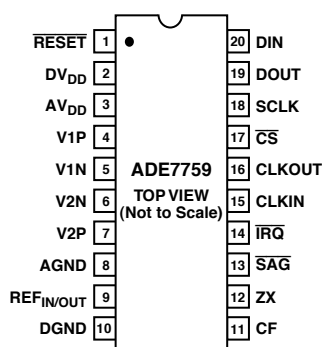 RESET 1
DVDD 2
AVDD 3
V1P 4
V1N 5
V2N 6
V2P 7
AGND 8
REFIN/OUT 9
DGND 10
ADE7759
TOP VIEW
(Not to Scale)
20 DIN
19 DOUT
18 SCLK
17 CS
16 CLKOUT
15 CLKIN
14 IRQ
13 SAG
12 ZX
11 CF